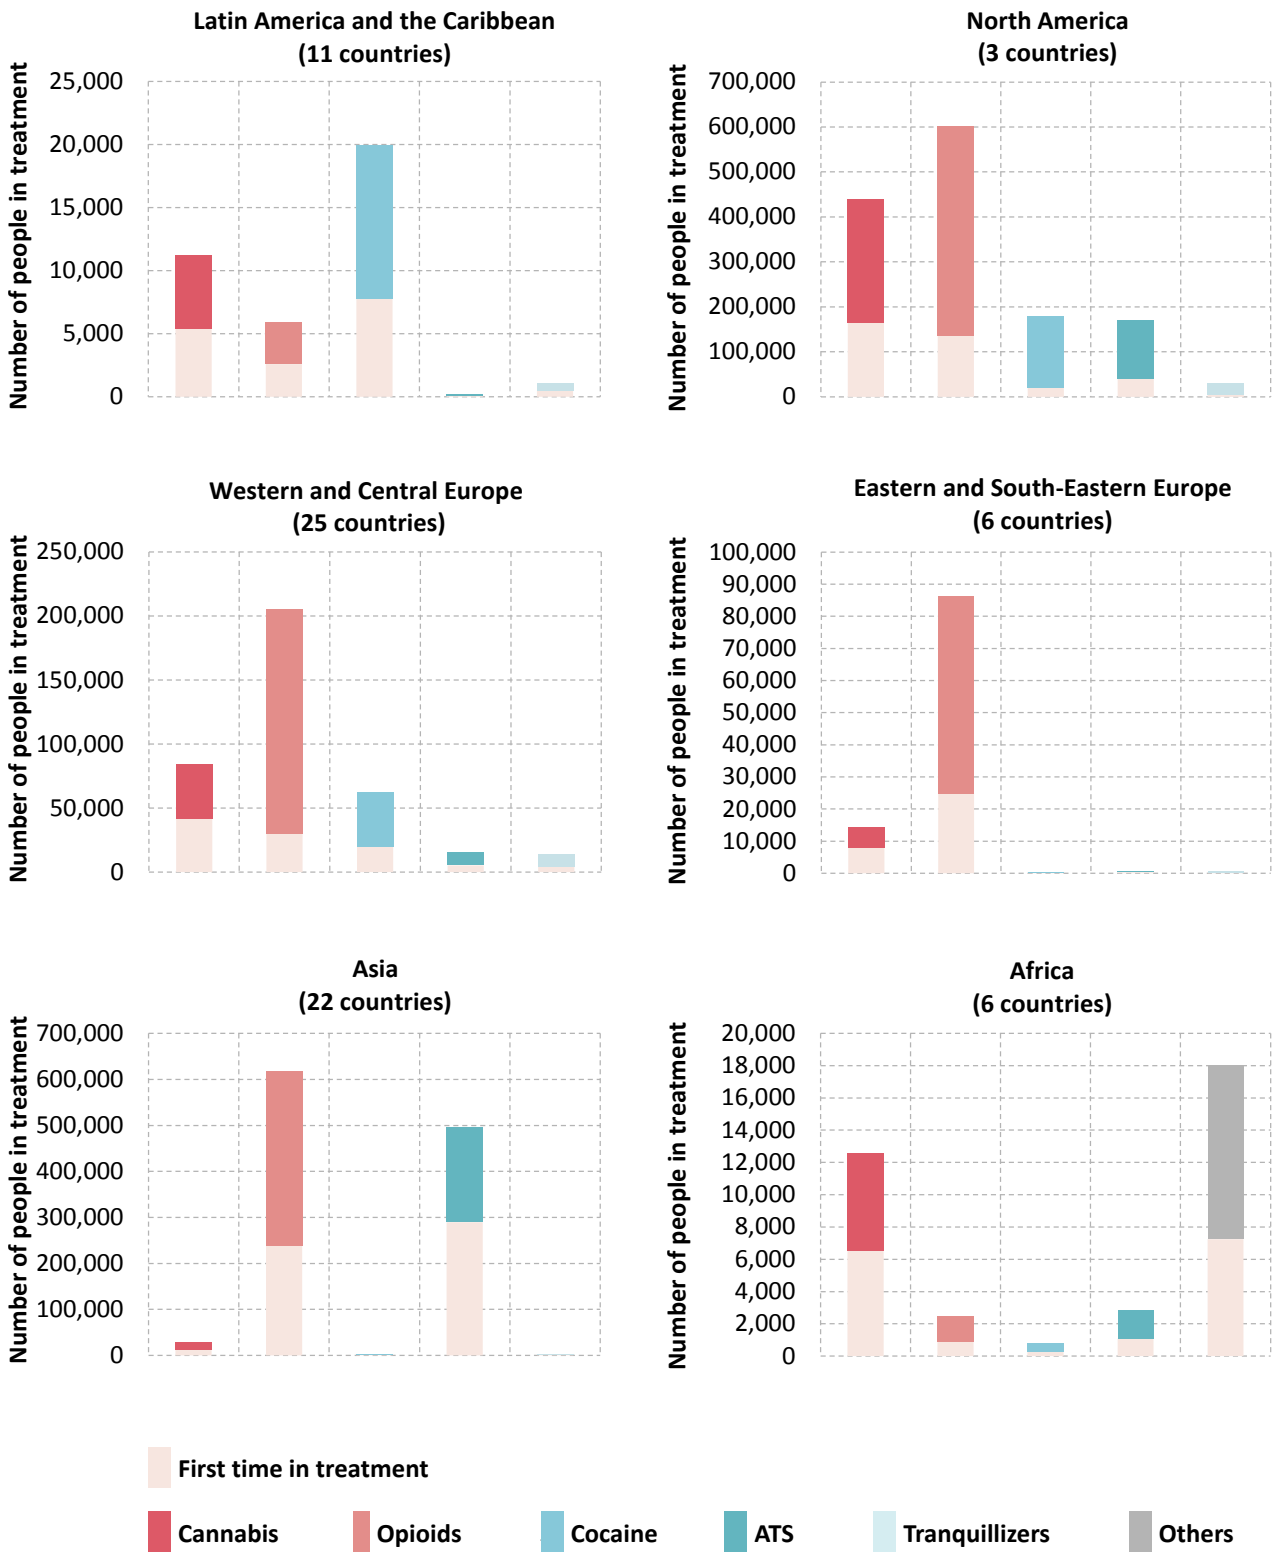 Latin America and the Caribbean
(11 countries)
Number of people in treatment
25,000
20,000
15,000
10,000
5,000
0
North America
(3 countries)
Number of people in treatment
700,000
600,000
500,000
400,000
300,000
200,000
100,000
0
Western and Central Europe
(25 countries)
Number of people in treatment
250,000
200,000
150,000
100,000
50,000
0
Eastern and South-Eastern Europe
(6 countries)
Number of people in treatment
100,000
90,000
80,000
70,000
60,000
50,000
40,000
30,000
20,000
10,000
0
Asia
(22 countries)
Number of people in treatment
700,000
600,000
500,000
400,000
300,000
200,000
100,000
0
Africa
(6 countries)
Number of people in treatment
20,000
18,000
16,000
14,000
12,000
10,000
8,000
6,000
4,000
2,000
0
First time in treatment
Cannabis Opioids Cocaine ATS Tranquillizers Others